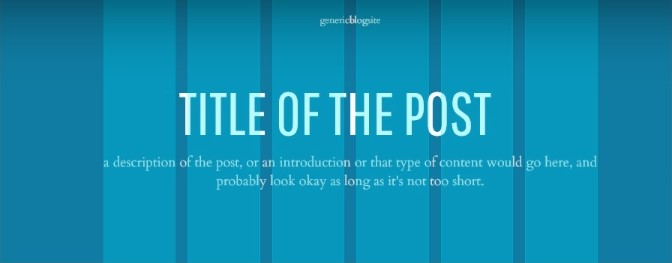 genericblogsite
TITLE OF THE POST
a description of the post, or an introduction or that type of content would go here, and
probably look okay as long as it's not too short.